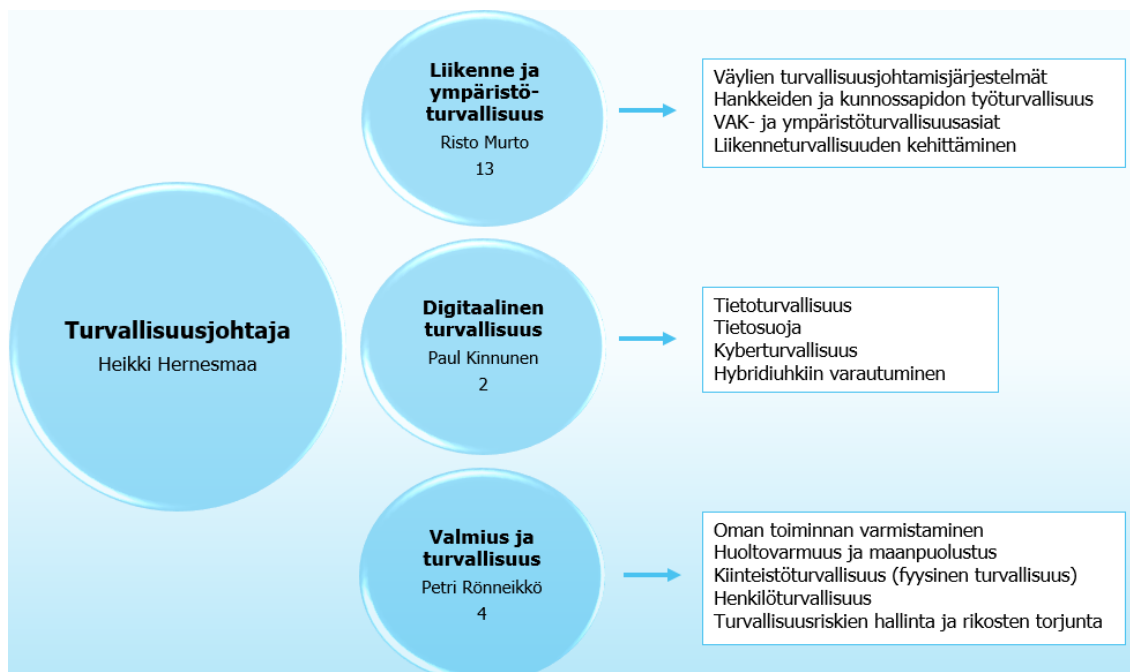 Turvallisuusjohtaja
Heikki Hernesmaa
Liikenne ja
ympäristö-
turvallisuus
Risto Murto
13
Väylien turvallisuusjohtamisjärjestelmät
Hankkeiden ja kunnossapidon työturvallisuus
VAK- ja ympäristöturvallisuusasiat
Liikenneturvallisuuden kehittäminen
Digitaalinen
turvallisuus
Paul Kinnunen
2
Tietoturvallisuus
Tietosuoja
Kyberturvallisuus
Hybridiuhkiin varautuminen
Valmius ja
turvallisuus
Petri Rönneikkö
4
Oman toiminnan varmistaminen
Huoltovarmuus ja maanpuolustus
Kiinteistöturvallisuus (fyysinen turvallisuus)
Henkilöturvallisuus
Turvallisuusriskien hallinta ja rikosten torjunta